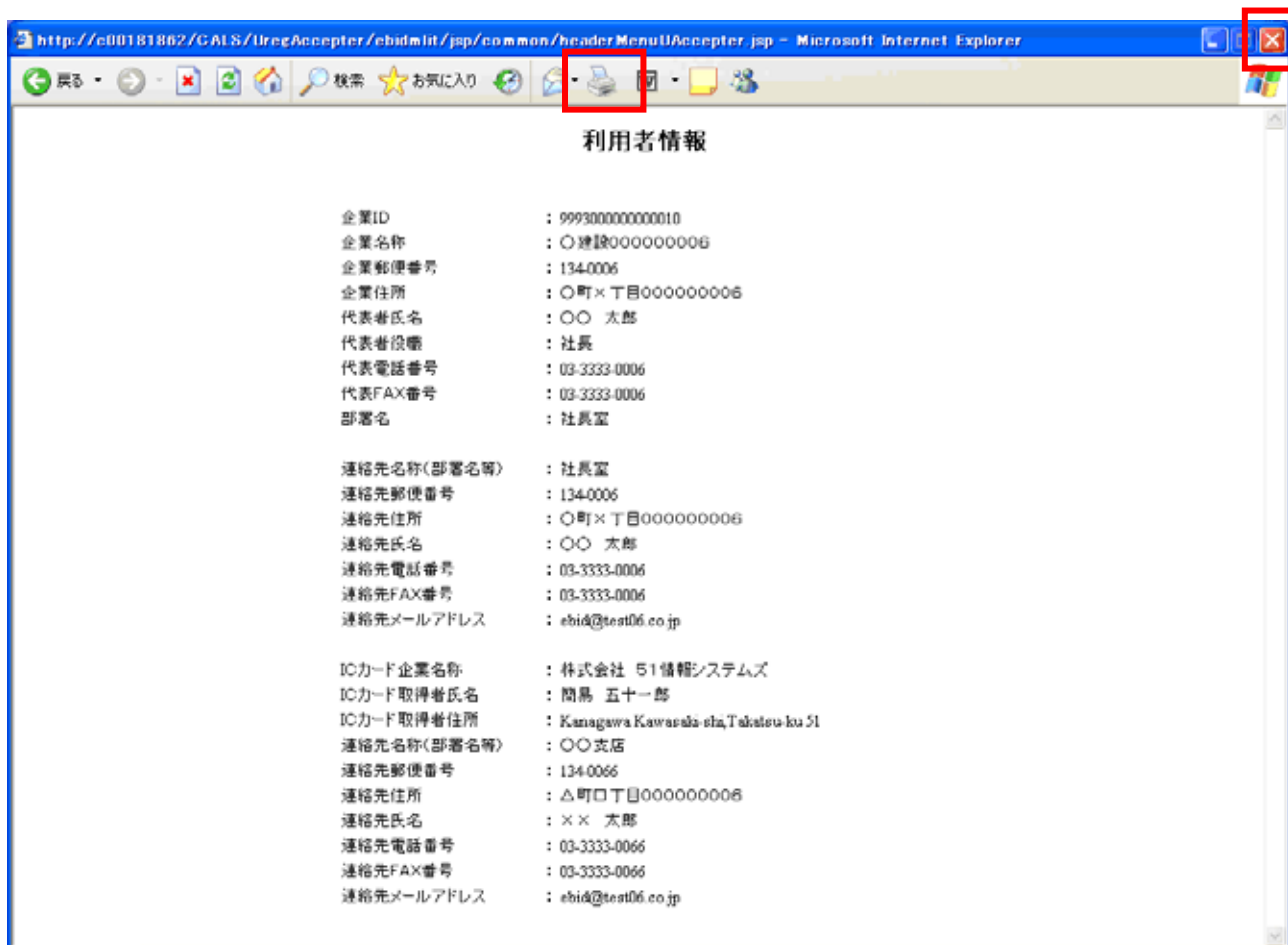 http://c00181862/CALS/UregAccepter/ebidmlit/jsp/common/headerMenuUAccepter.jsp - Microsoft Internet Explorer
戻る 検索 お気に入り
利用者情報
企業ID : 9993000000000010
企業名称 : ○建設000000006
企業郵便番号 : 134-0006
企業住所 : ○町×丁目000000006
代表者氏名 : ○○ 太郎
代表者役職 : 社長
代表電話番号 : 03-3333-0006
代表FAX番号 : 03-3333-0006
部署名 : 社長室
連絡先名称(部署名等) : 社長室
連絡先郵便番号 : 134-0006
連絡先住所 : ○町×丁目000000006
連絡先氏名 : ○○ 太郎
連絡先電話番号 : 03-3333-0006
連絡先FAX番号 : 03-3333-0006
連絡先メールアドレス : ebid@test06.co.jp
ICカード企業名称 : 株式会社 51情報システムズ
ICカード取得者氏名 : 簡易 五十一郎
ICカード取得者住所 : Kanagawa Kawasaki-shi,Takatsu-ku 51
連絡先名称(部署名等) : ○○支店
連絡先郵便番号 : 134-0066
連絡先住所 : △町口丁目000000006
連絡先氏名 : ×× 太郎
連絡先電話番号 : 03-3333-0066
連絡先FAX番号 : 03-3333-0066
連絡先メールアドレス : ebid@test06.co.jp